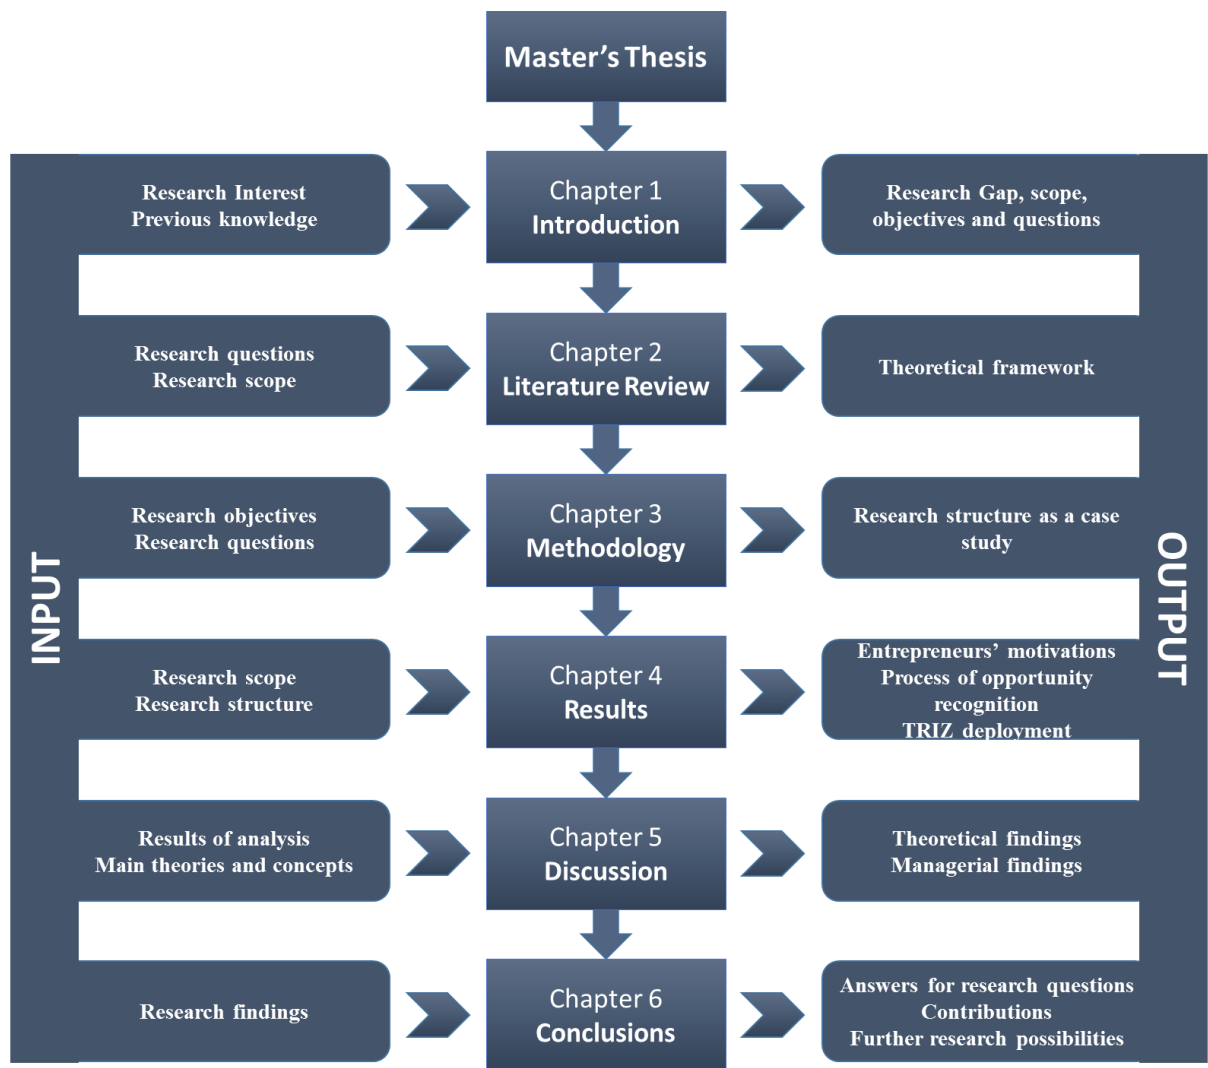 Master's Thesis
Research Interest
Previous knowledge
Chapter 1
Introduction
Research Gap, scope,
objectives and questions
Research questions
Research scope
Chapter 2
Literature Review
Theoretical framework
Research objectives
Research questions
Chapter 3
Methodology
Research structure as a case
study
INPUT
OUTPUT
Research scope
Research structure
Chapter 4
Results
Entrepreneurs' motivations
Process of opportunity
recognition
TRIZ deployment
Results of analysis
Main theories and concepts
Chapter 5
Discussion
Theoretical findings
Managerial findings
Research findings
Chapter 6
Conclusions
Answers for research questions
Contributions
Further research possibilities